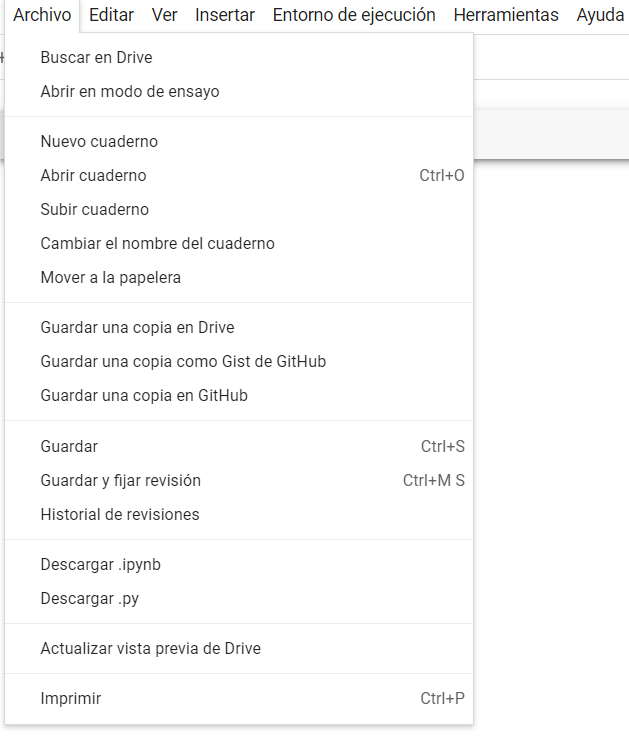 Archivo Editar Ver Insertar Entorno de ejecución Herramientas Ayuda
Buscar en Drive
Abrir en modo de ensayo
Nuevo cuaderno
Abrir cuaderno Ctrl+O
Subir cuaderno
Cambiar el nombre del cuaderno
Mover a la papelera
Guardar una copia en Drive
Guardar una copia como Gist de GitHub
Guardar una copia en GitHub
Guardar Ctrl+S
Guardar y fijar revisión Ctrl+M S
Historial de revisiones
Descargar .ipynb
Descargar .py
Actualizar vista previa de Drive
Imprimir Ctrl+P